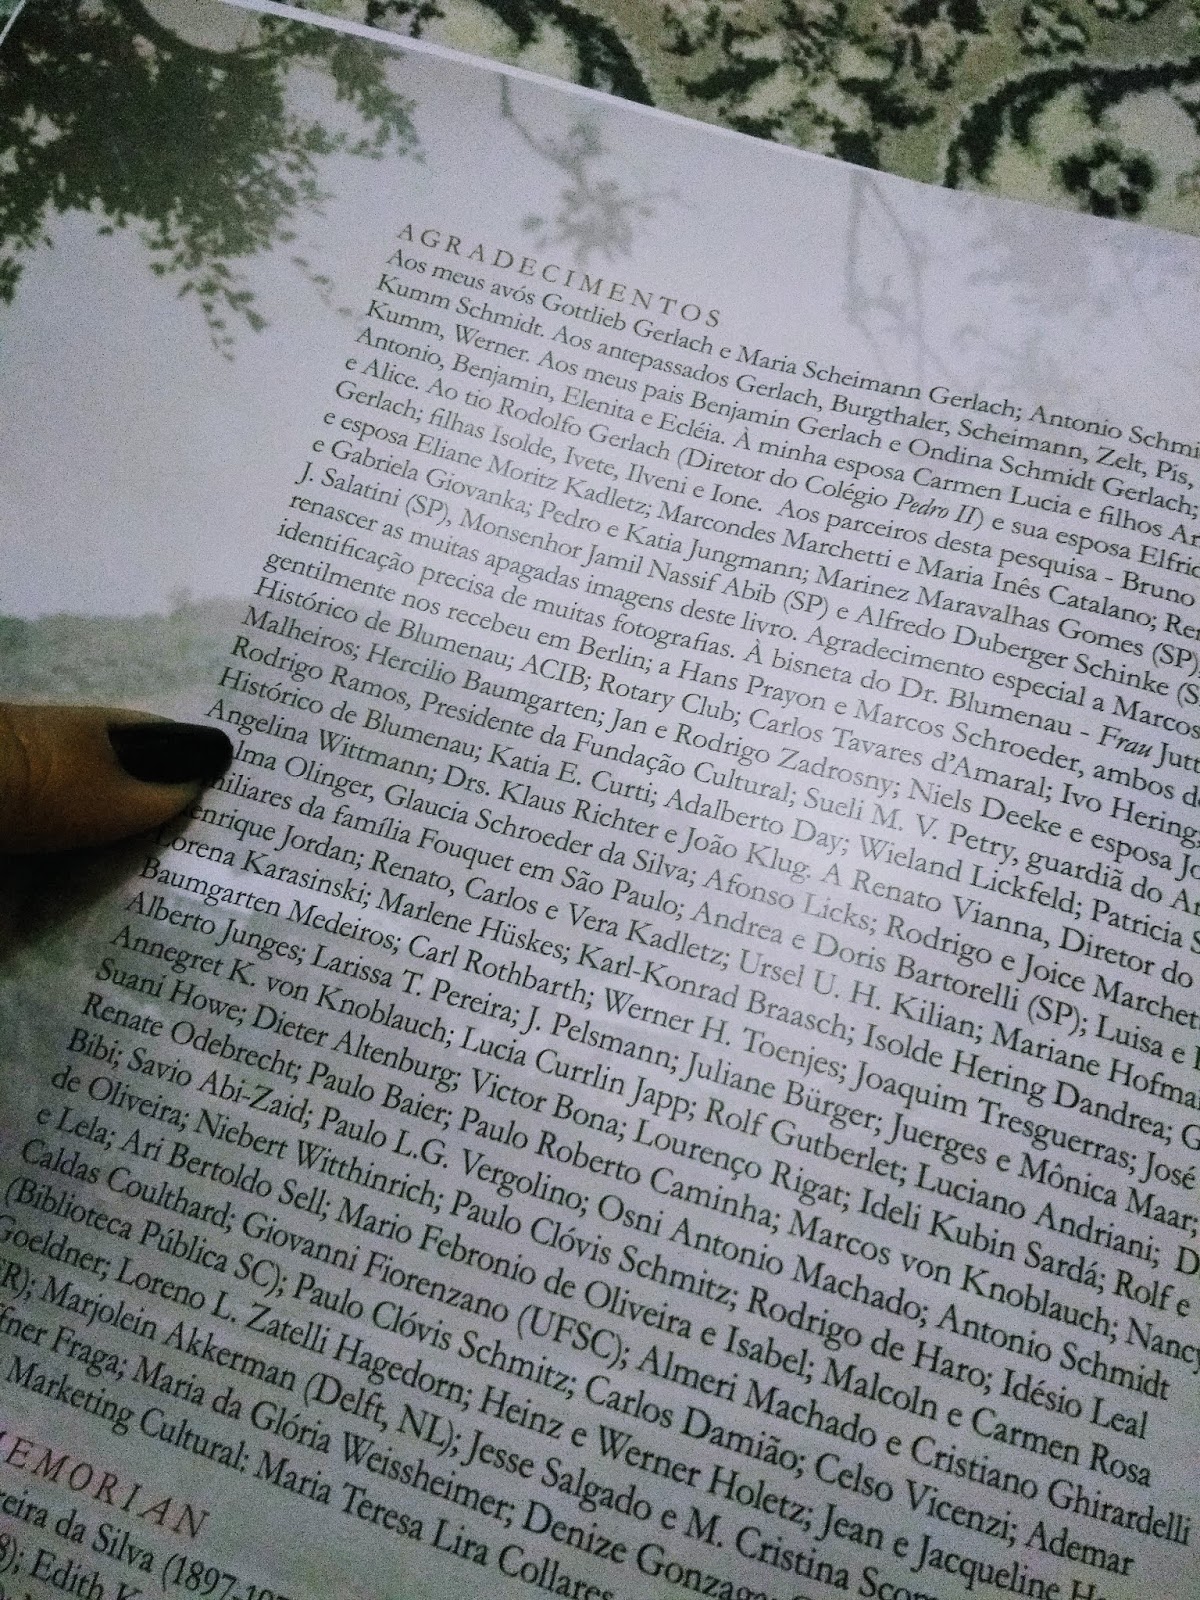 AGRADECIMENTOS
Aos meus avós Gottlieb Gerlach e Maria Scheimann Gerlach; Antonio
Kumm Schmidt. Aos antepassados Gerlach, Burgthaler, Scheimann, Zelt, Pis,
Kumm, Werner. Aos meus pais Benjamin Gerlach e Ondina Schmidt Gerlach;
Antonio, Benjamin, Elenita e Ecléia. À minha esposa Carmen Lucia e filhos
e Alice. Ao tio Rodolfo Gerlach (Diretor do Colégio Pedro II) e sua esposa
Gerlach; filhas Isolde, Ivete, Ilveni e Ione. Aos parceiros desta pesquisa - Bruno
e esposa Eliane Moritz Kadletz; Marcondes Marchetti e Maria Inês Catalano;
e Gabriela Giovanka; Pedro e Katia Jungmann; Marinez Maravalhas Gomes (SP)
J. Salatini (SP), Monsenhor Jamil Nassif Abib (SP) e Alfredo Duberger Schinke
renascer as muitas apagadas imagens deste livro. Agradecimento especial a Marcos
identificação precisa de muitas fotografias. À bisneta do Dr. Blumenau - Frau
gentilmente nos recebeu em Berlin; a Hans Prayon e Marcos Schroeder, ambos
Histórico de Blumenau; ACIB; Rotary Club; Carlos Tavares d’Amaral; Ivo Hering;
Malheiros; Hercilio Baumgarten; Jan e Rodrigo Zadrosny; Niels Deeke e esposa
Rodrigo Ramos, Presidente da Fundação Cultural; Sueli M. V. Petry, guardiã do
Histórico de Blumenau; Katia E. Curti; Adalberto Day; Wieland Lickfeld; Patricia
Angelina Wittmann; Drs. Klaus Richter e João Klug. A Renato Vianna, Diretor do
Olinger, Glaucia Schroeder da Silva; Afonso Licks; Rodrigo e Joice
da família Fouquet em São Paulo; Andrea e Doris Bartorelli (SP); Luisa e
Jordan; Renato, Carlos e Vera Kadletz; Ursel U. H. Kilian; Mariane
Lorena Karasinski; Marlene Hüskes; Karl-Konrad Braasch; Isolde Hering Dandrea;
Baumgarten Medeiros; Carl Rothbarth; Werner H. Toenjes; Joaquim Tresguerras; José
Alberto Junges; Larissa T. Pereira; J. Pelsmann; Juliane Bürger; Juerges e Mônica Maar;
Annegret K. von Knoblauch; Lucia Currlin Japp; Rolf Gutberlet; Luciano Andriani;
Suani Howe; Dieter Altenburg; Victor Bona; Lourenço Rigat; Ideli Kubin Sardá; Rolf e
Renate Odebrecht; Paulo Baier; Paulo Roberto Caminha; Marcos von Knoblauch; Nancy
Bibi; Savio Abi-Zaid; Paulo L.G. Vergolino; Osni Antonio Machado; Antonio Schmidt
de Oliveira; Niebert Witthinrich; Paulo Clóvis Schmitz; Rodrigo de Haro; Idésio Leal
e Lela; Ari Bertoldo Sell; Mario Febronio de Oliveira e Isabel; Malcoln e Carmen Rosa
Caldas Coulthard; Giovanni Fiorenzano (UFSC); Almeri Machado e Cristiano Ghirardelli
(Biblioteca Pública SC); Paulo Clóvis Schmitz; Carlos Damião; Celso Vicenzi; Ademar
Goeldner; Loreno L. Zatelli Hagedorn; Heinz e Werner Holetz; Jean e Jacqueline
Marjolein Akkerman (Delft, NL); Jesse Salgado e M. Cristina
Fraga; Maria da Glória Weissheimer; Denize
Marketing Cultural; Maria Teresa Lira Collares
MEMORIAN
da Silva (1897-
Edith